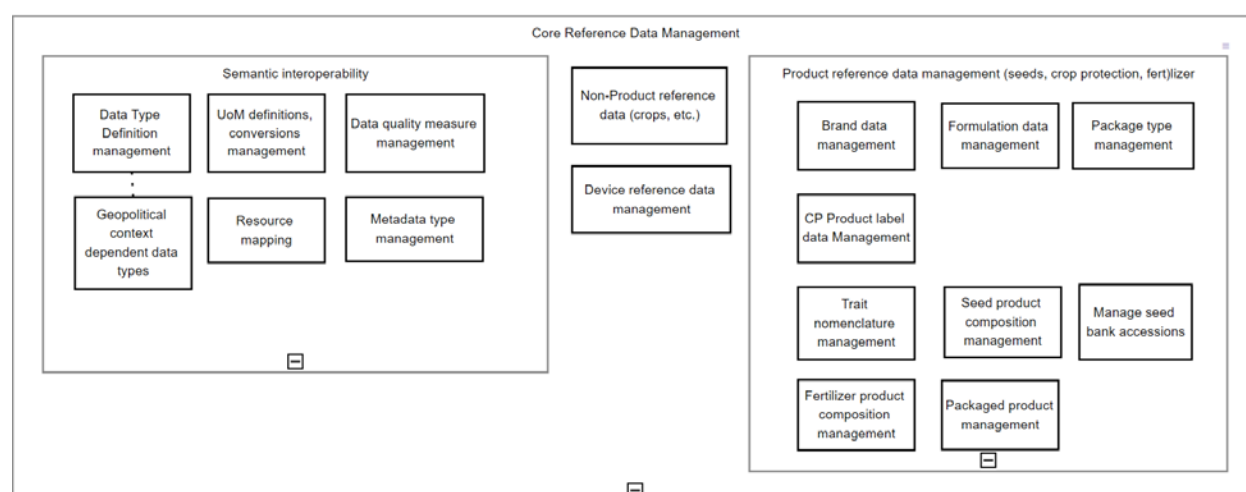 Core Reference Data Management
Semantic interoperability
Data Type
Definition
management
UoM definitions,
conversions
management
Data quality measure
management
Geopolitical
context
dependent data
types
Resource
mapping
Metadata type
management
Non-Product reference
data (crops, etc.)
Device reference data
management
Product reference data management (seeds, crop protection, fert)lizer
Brand data
management
Formulation data
management
Package type
management
CP Product label
data Management
Trait
nomenclature
management
Seed product
composition
management
Manage seed
bank accessions
Fertilizer product
composition
management
Packaged product
management